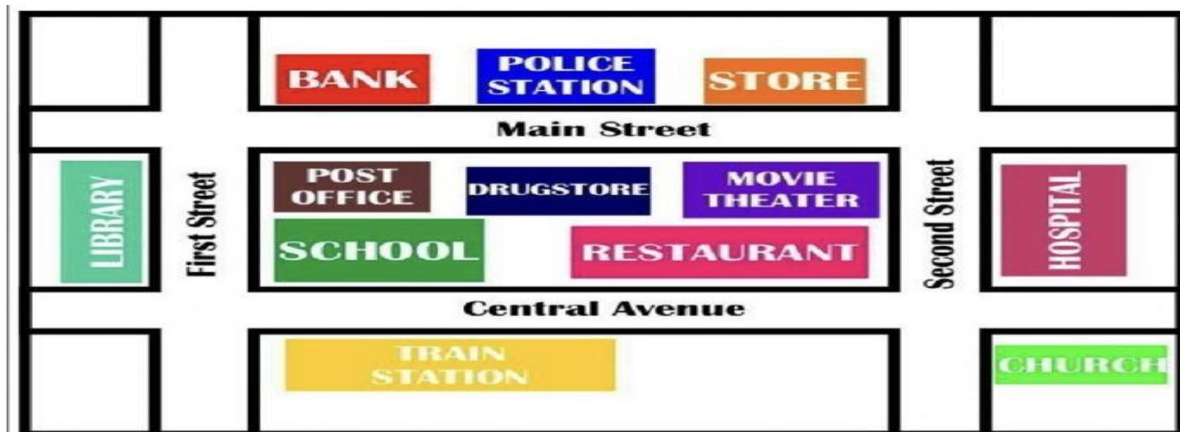 BANK
POLICE
STATION
STORE
Main Street
LIBRARY
First Street
POST
OFFICE
DRUGSTORE
MOVIE
THEATER
Second Street
HOSPITAL
SCHOOL
RESTAURANT
Central Avenue
TRAIN
STATION
CHURCH